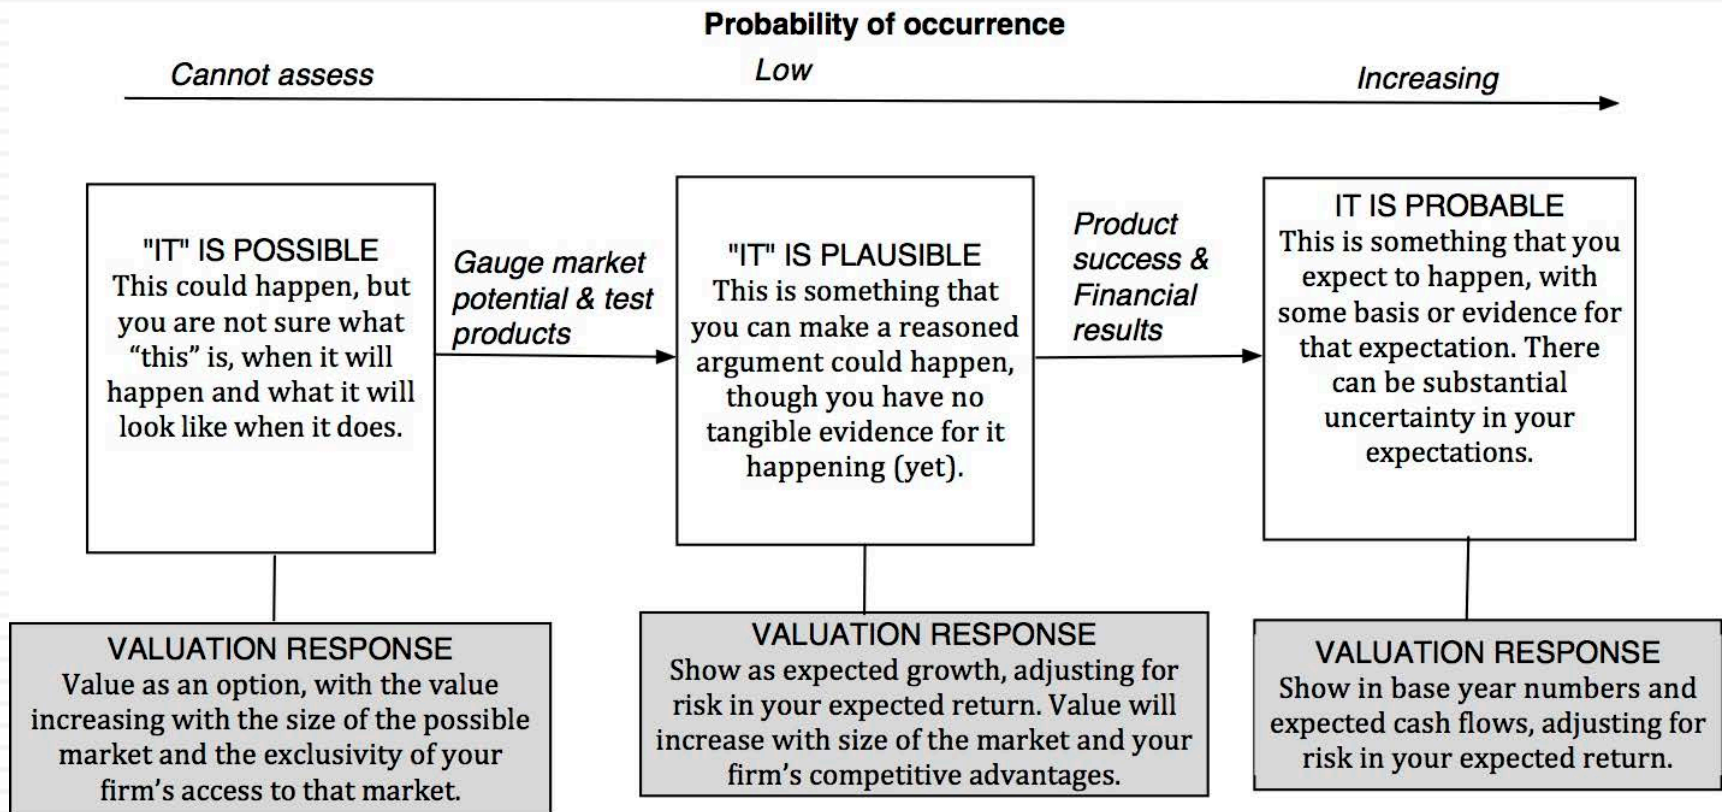 Probability of occurrence
Cannot assess
Low
Increasing
"IT" IS POSSIBLE
This could happen, but
you are not sure what
“this” is, when it will
happen and what it will
look like when it does.
Gauge market
potential & test
products
"IT" IS PLAUSIBLE
This is something that
you can make a reasoned
argument could happen,
though you have no
tangible evidence for it
happening (yet).
Product
success &
Financial
results
IT IS PROBABLE
This is something that you
expect to happen, with
some basis or evidence for
that expectation. There
can be substantial
uncertainty in your
expectations.
VALUATION RESPONSE
Value as an option, with the value
increasing with the size of the possible
market and the exclusivity of your
firm’s access to that market.
VALUATION RESPONSE
Show as expected growth, adjusting for
risk in your expected return. Value will
increase with size of the market and your
firm’s competitive advantages.
VALUATION RESPONSE
Show in base year numbers and
expected cash flows, adjusting for
risk in your expected return.